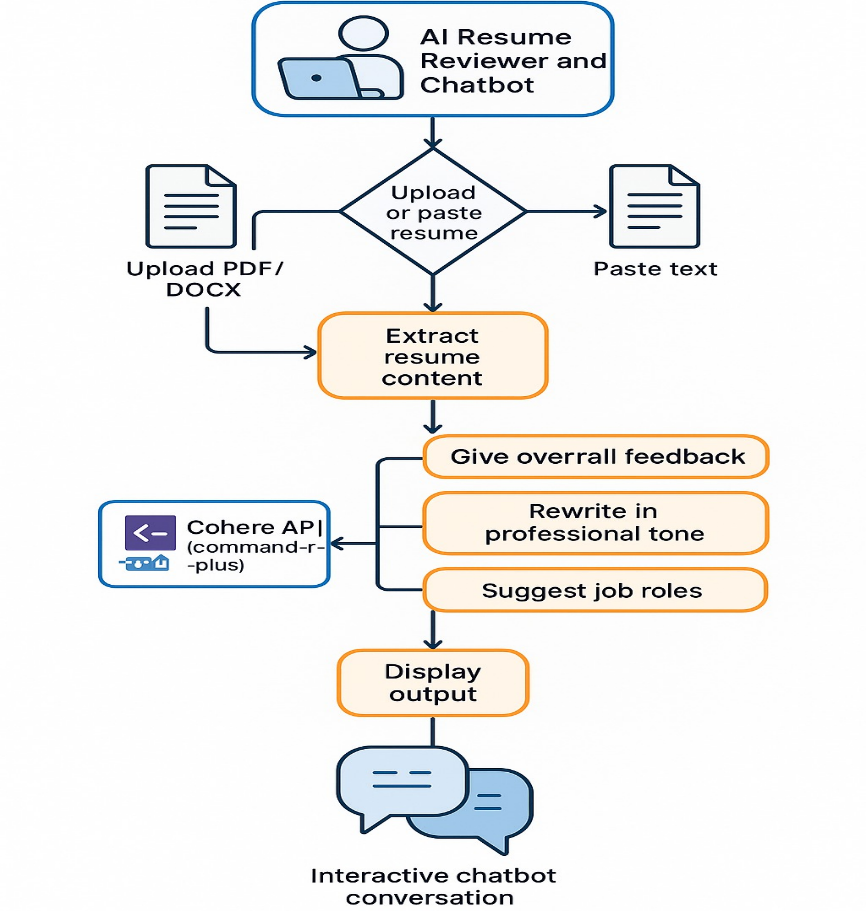 AI Resume
Reviewer and
Chatbot
Upload
or paste
resume
Upload PDF/
DOCX
Paste text
Extract
resume
content
Give overrall feedback
Rewrite in
professional tone
Cohere API
(command-r-
-plus)
Suggest job roles
Display
output
Interactive chatbot
conversation